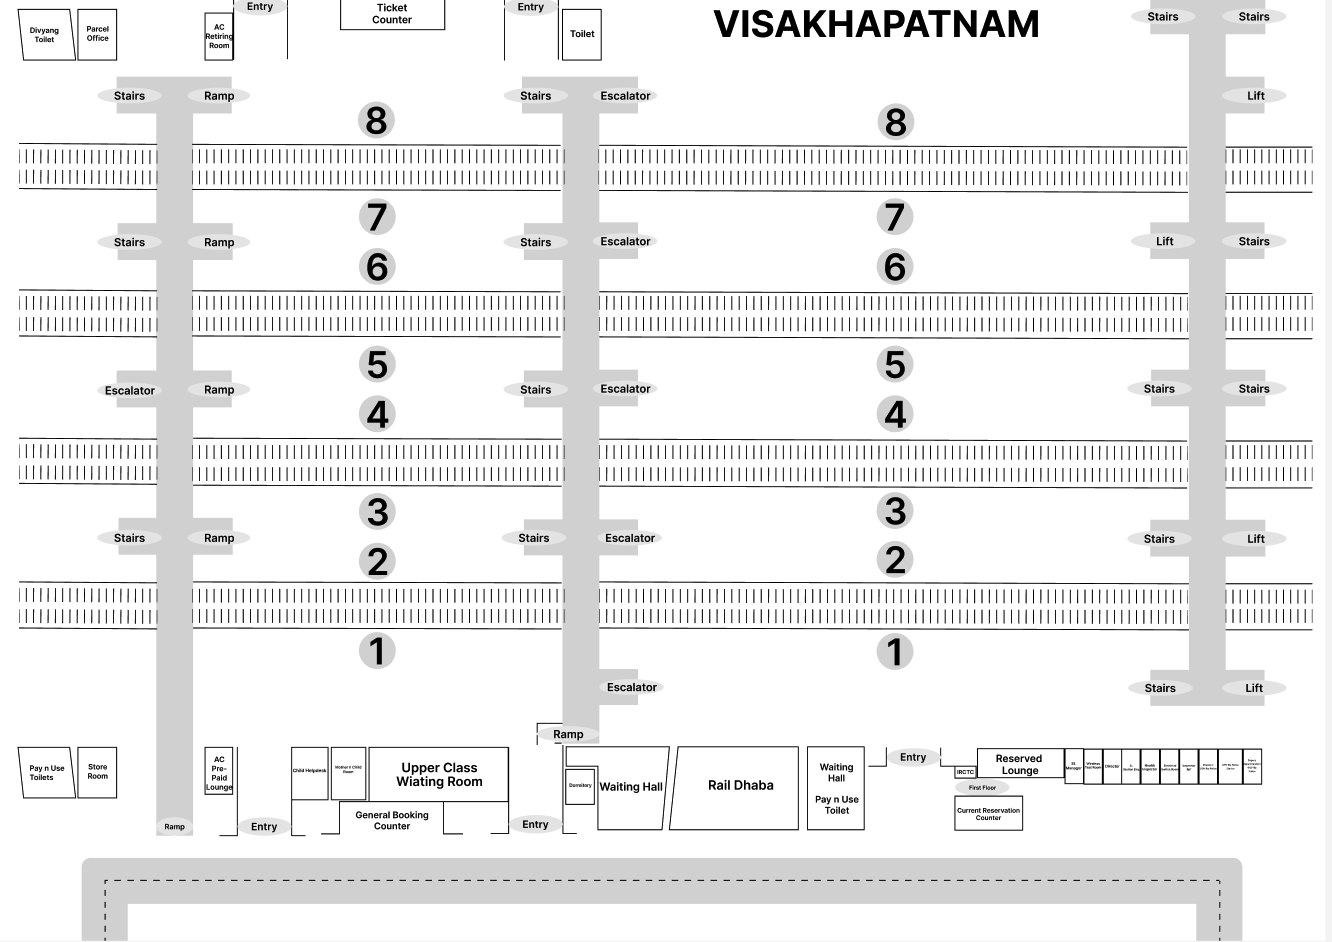 Entry
Ticket
Counter
Entry
VISAKHAPATNAM
Stairs
Stairs
Divyang
Toilet
Parcel
Office
AC
Retiring
Room
Toilet
Stairs
Ramp
Stairs
Escalator
Lift
8
8
7
7
Stairs
Ramp
Stairs
Escalator
Lift
Stairs
6
6
5
5
Escalator
Ramp
Stairs
Escalator
Stairs
Stairs
4
4
3
3
Stairs
Ramp
Stairs
Escalator
Stairs
Lift
2
2
1
1
Escalator
Stairs
Lift
Ramp
Pay n Use
Toilets
Store
Room
AC
Pre-
Paid
Lounge
Child Helpdesk
Mother n Child
Room
Upper Class
Wiating Room
General Booking
Counter
Dormitory
Waiting Hall
Rail Dhaba
Waiting
Hall
Pay n Use
Toilet
Entry
IRCTC
Reserved
Lounge
First Floor
Current Reservation
Counter
Director
Health
Inspector
Ramp
Entry
Entry